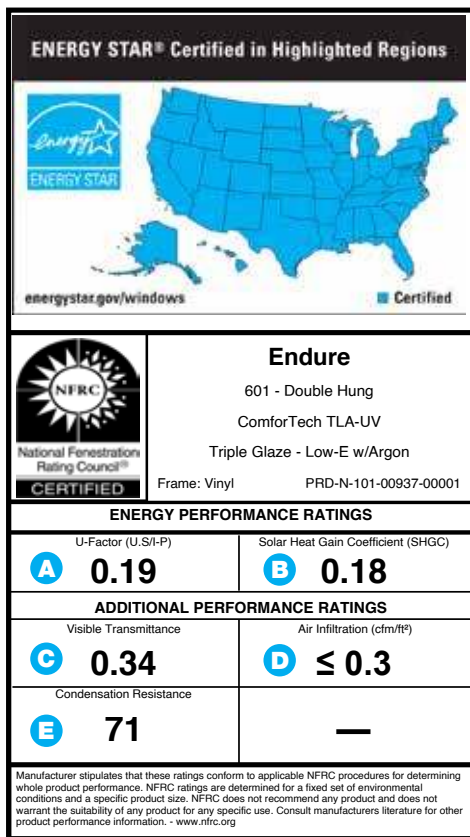 ENERGY STAR® Certified in Highlighted Regions
energy
ENERGY STAR
energystar.gov/windows
Certified
NFRC
National Fenestration
Rating Council®
CERTIFIED
Endure
601 - Double Hung
ComforTech TLA-UV
Triple Glaze - Low-E w/Argon
Frame: Vinyl PRD-N-101-00937-00001
ENERGY PERFORMANCE RATINGS
U-Factor (U.S/I-P) Solar Heat Gain Coefficient (SHGC)
A 0.19 B 0.18
ADDITIONAL PERFORMANCE RATINGS
Visible Transmittance Air Infiltration (cfm/ft²)
C 0.34 D ≤ 0.3
Condensation Resistance
E 71 —
Manufacturer stipulates that these ratings conform to applicable NFRC procedures for determining
whole product performance. NFRC ratings are determined for a fixed set of environmental
conditions and a specific product size. NFRC does not recommend any product and does not
warrant the suitability of any product for any specific use. Consult manufacturers literature for other
product performance information. - www.nfrc.org